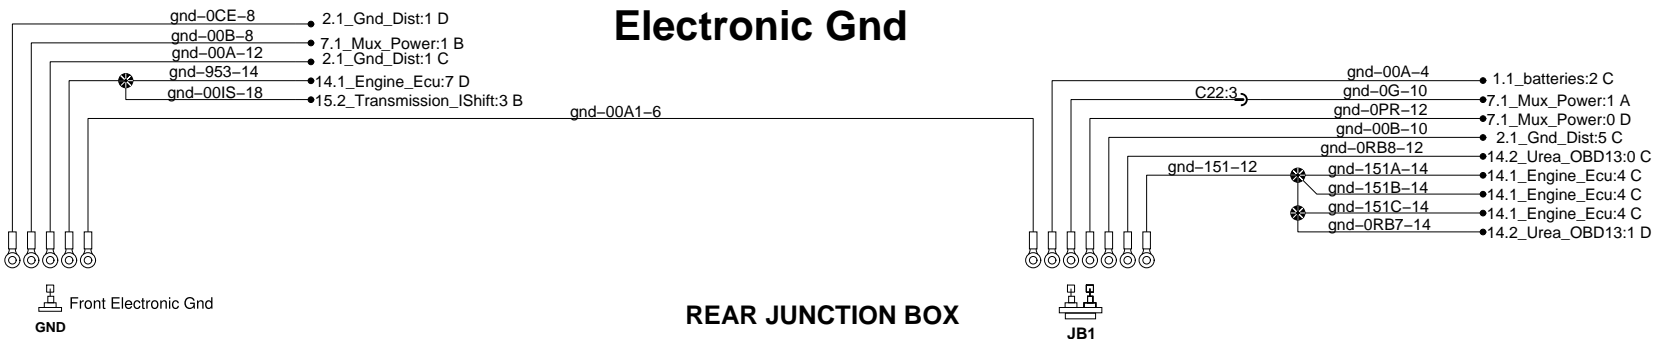 Electronic Gnd
gnd-0CE-8
2.1_Gnd_Dist:1 D
gnd-00B-8
7.1_Mux_Power:1 B
gnd-00A-12
2.1_Gnd_Dist:1 C
gnd-953-14
14.1_Engine_Ecu:7 D
gnd-00IS-18
15.2_Transmission_IShift:3 B
gnd-00A1-6
gnd-00A-4
1.1_batteries:2 C
C22:3
gnd-0G-10
7.1_Mux_Power:1 A
gnd-0PR-12
7.1_Mux_Power:0 D
gnd-00B-10
2.1_Gnd_Dist:5 C
gnd-0RB8-12
14.2_Urea_OBD13:0 C
gnd-151-12
gnd-151A-14
14.1_Engine_Ecu:4 C
gnd-151B-14
14.1_Engine_Ecu:4 C
gnd-151C-14
14.1_Engine_Ecu:4 C
gnd-0RB7-14
14.2_Urea_OBD13:1 D
Front Electronic Gnd
GND
REAR JUNCTION BOX
JB1